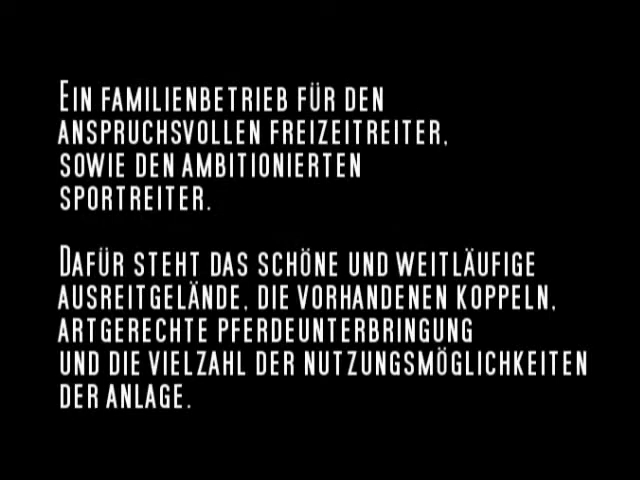 Ein familienbetrieb für den
anspruchsvollen freizeitreiter,
sowie den ambitionierten
sportreiter.
Dafür steht das schöne und weitläufige
ausreitgelände, die vorhandenen koppeln,
artgerechte pferdeunterbringung
und die vielzahl der nutzungsmöglichkeiten
der anlage.